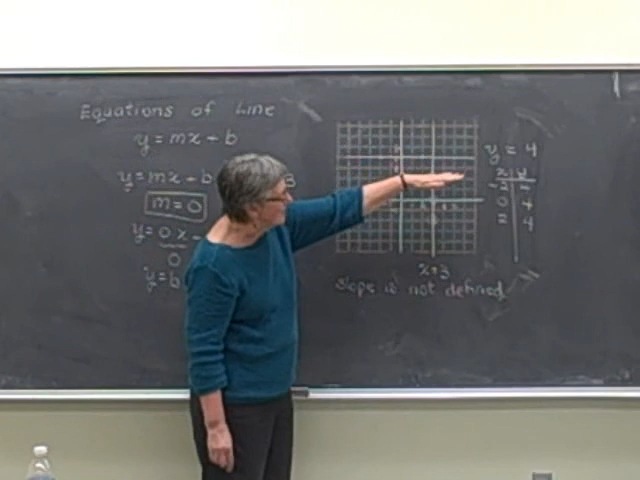 Equations of Line
y = mx + b
y = mx + b
m = 0
y = 0x
0
y = b
x = 3
Slope is not defined
y = 4
x y
-2 4
0 4
2 4